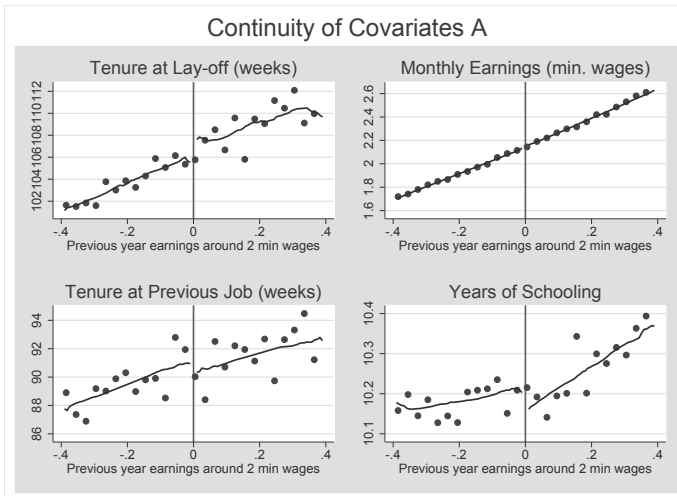 Continuity of Covariates A
Tenure at Lay-off (weeks)
102104106108110112
-.4 -.2 0 .2 .4
Previous year earnings around 2 min wages
Monthly Earnings (min. wages)
1.6 1.8 2 2.2 2.4 2.6
-.4 -.2 0 .2 .4
Previous year earnings around 2 min wages
Tenure at Previous Job (weeks)
86 88 90 92 94
-.4 -.2 0 .2 .4
Previous year earnings around 2 min wages
Years of Schooling
10.1 10.2 10.3 10.4
-.4 -.2 0 .2 .4
Previous year earnings around 2 min wages